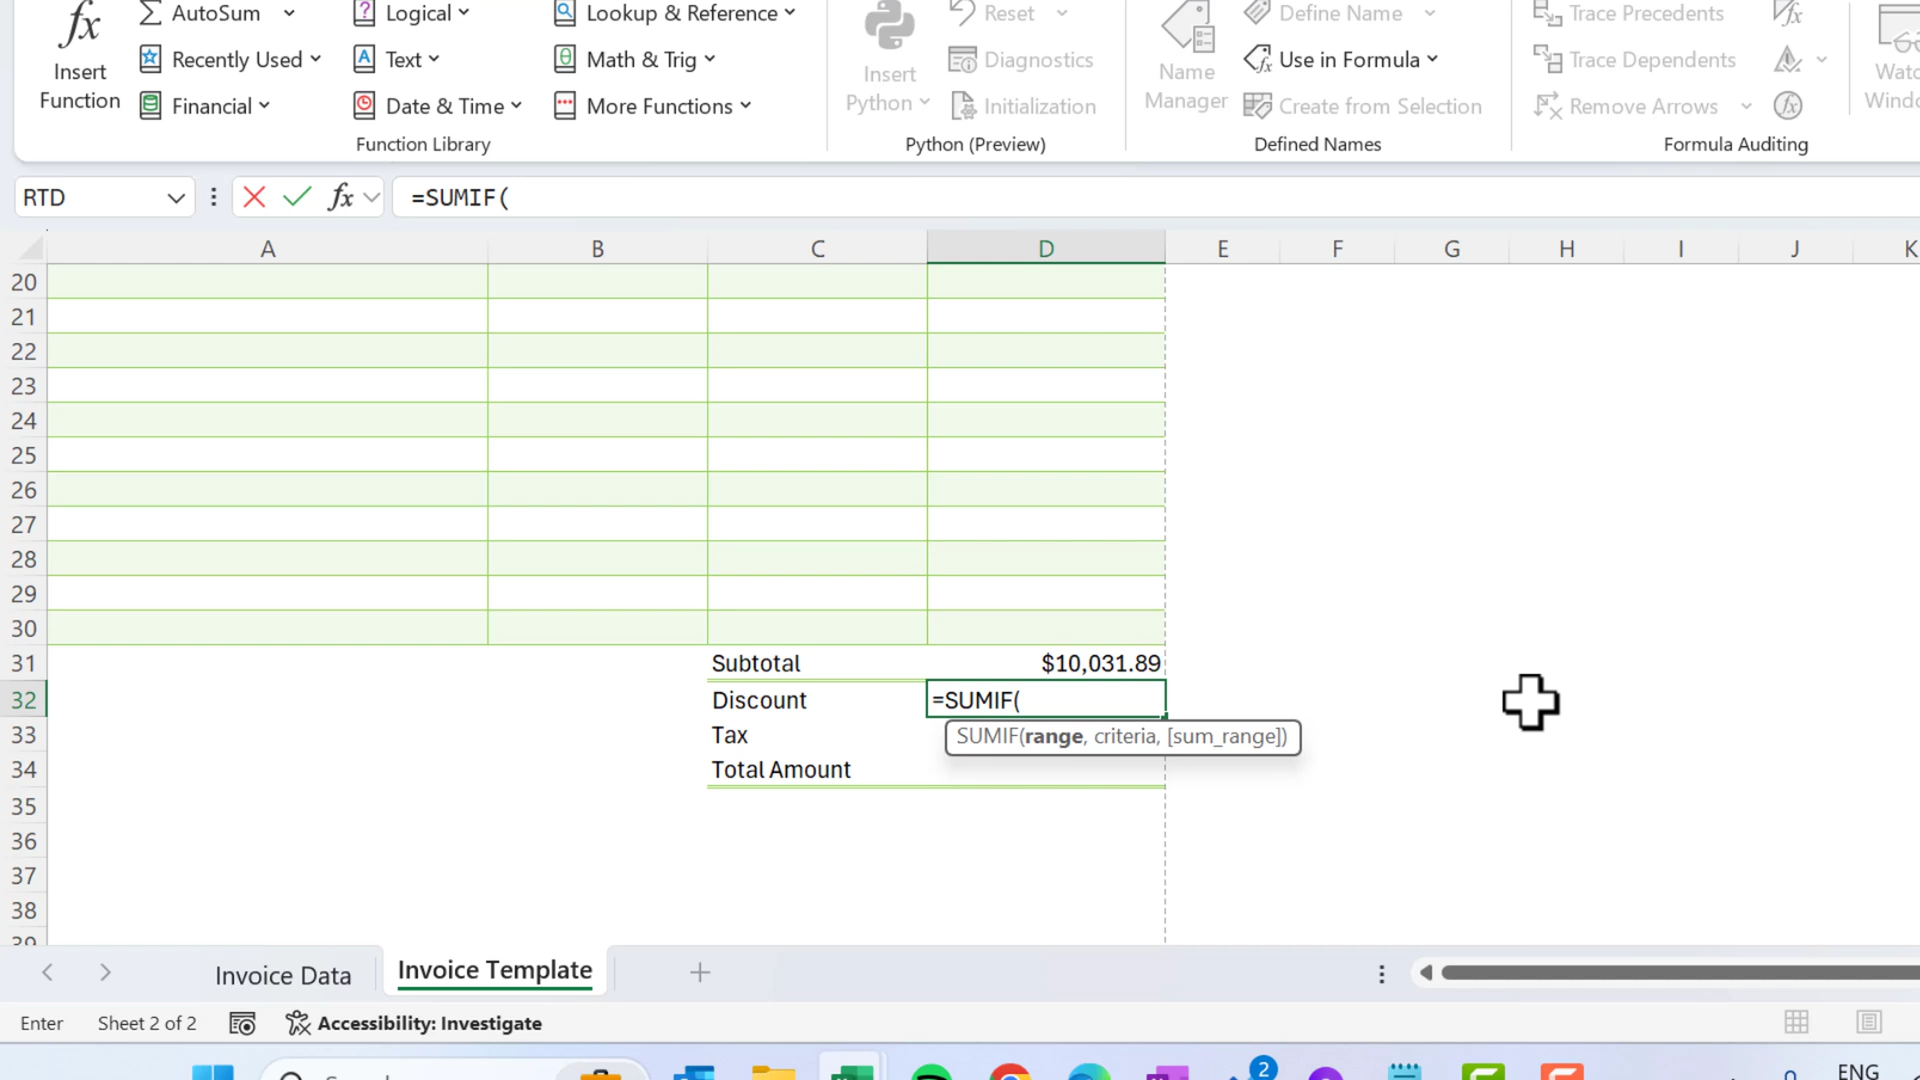 AutoSum
Logical
Lookup & Reference
Insert
Function
Recently Used
Text
Math & Trig
Financial
Date & Time
More Functions
Function Library
Insert
Python
Reset
Diagnostics
Initialization
Python (Preview)
Name
Manager
Define Name
Use in Formula
Create from Selection
Defined Names
Trace Precedents
Trace Dependents
Remove Arrows
Formula Auditing
RTD
fx
=SUMIF(
A B C D E F G H I J K
20
21
22
23
24
25
26
27
28
29
30
31 Subtotal $10,031.89
32 Discount =SUMIF(
SUMIF(range, criteria, [sum_range])
33 Tax
34 Total Amount
35
36
37
38
39
Invoice Data
Invoice Template
Enter
Sheet 2 of 2
Accessibility: Investigate
2
ENG